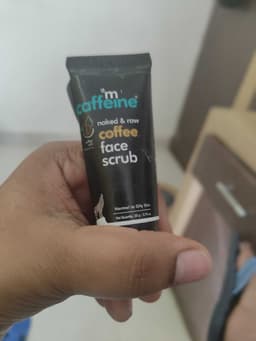 "m
caffeine
naked & raw
coffee
face
scrub
Normal to Oily Skin